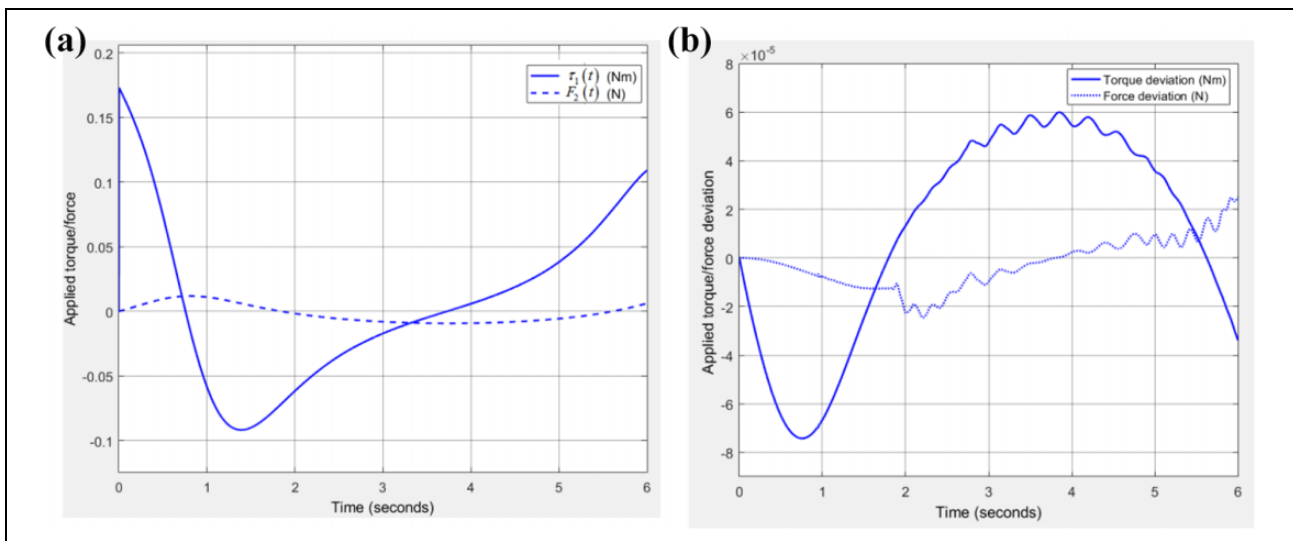 (a)
0.2
0.15
0.1
0.05
0
-0.05
-0.1
Applied torque/force
τ₁(t) (Nm)
F₂(t) (N)
0 1 2 3 4 5 6
Time (seconds)
(b)
×10⁻⁵
8
6
4
2
0
-2
-4
-6
-8
Applied torque/force deviation
Torque deviation (Nm)
Force deviation (N)
0 1 2 3 4 5 6
Time (seconds)